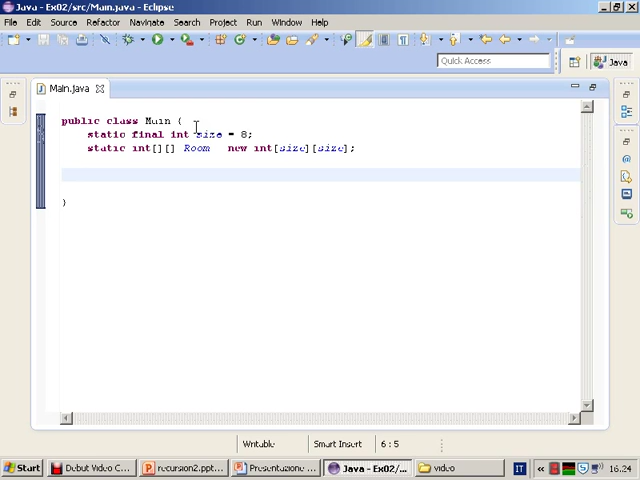 Java - Ex02/src/Main.java - Eclipse
File Edit Source Refactor Navigate Search Project Run Window Help
Quick Access
Java
Main.java
public class Main {
static final int size = 8;
static int[][] Room = new int[size][size];
}
Writable Smart Insert 6 : 5
Start Debut Video C... recursion2.ppt... Presentazione ... Java - Ex02/... video IT « 16.24